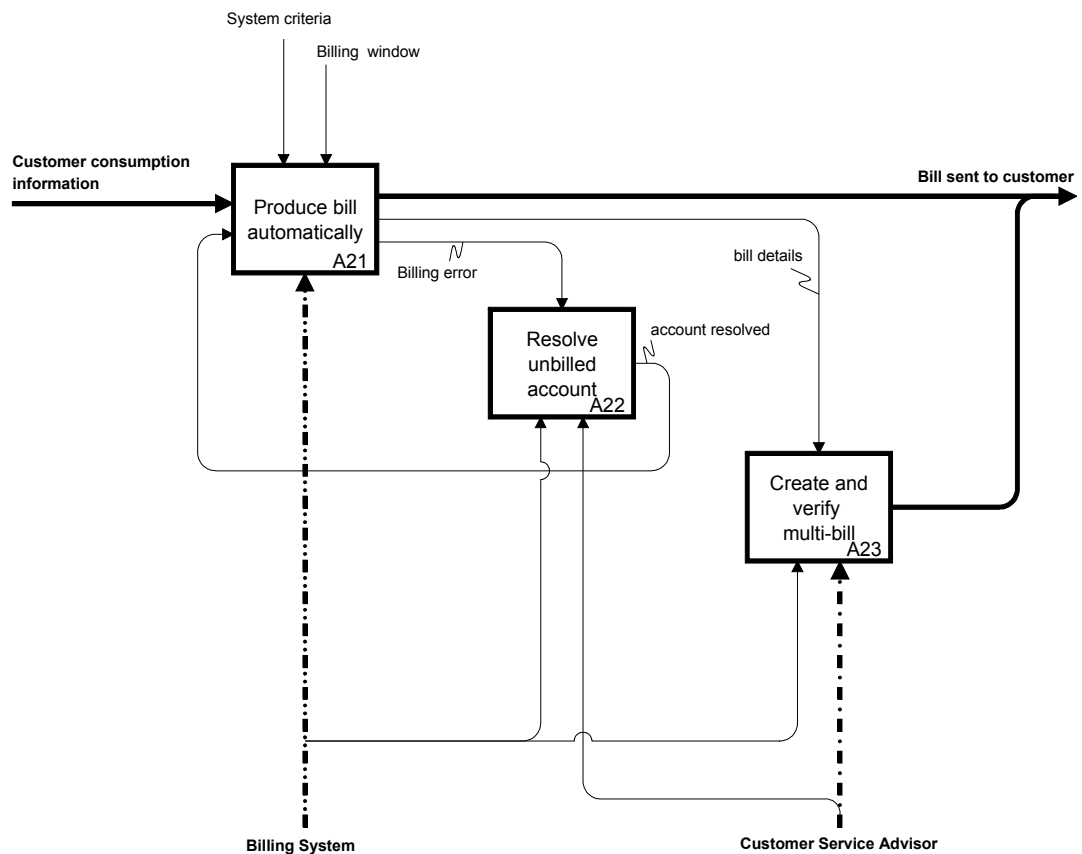 System criteria
Billing window
Customer consumption
information
Bill sent to customer
Produce bill
automatically
A21
Billing error
bill details
Resolve
unbilled
account
A22
account resolved
Create and
verify
multi-bill
A23
Billing System
Customer Service Advisor